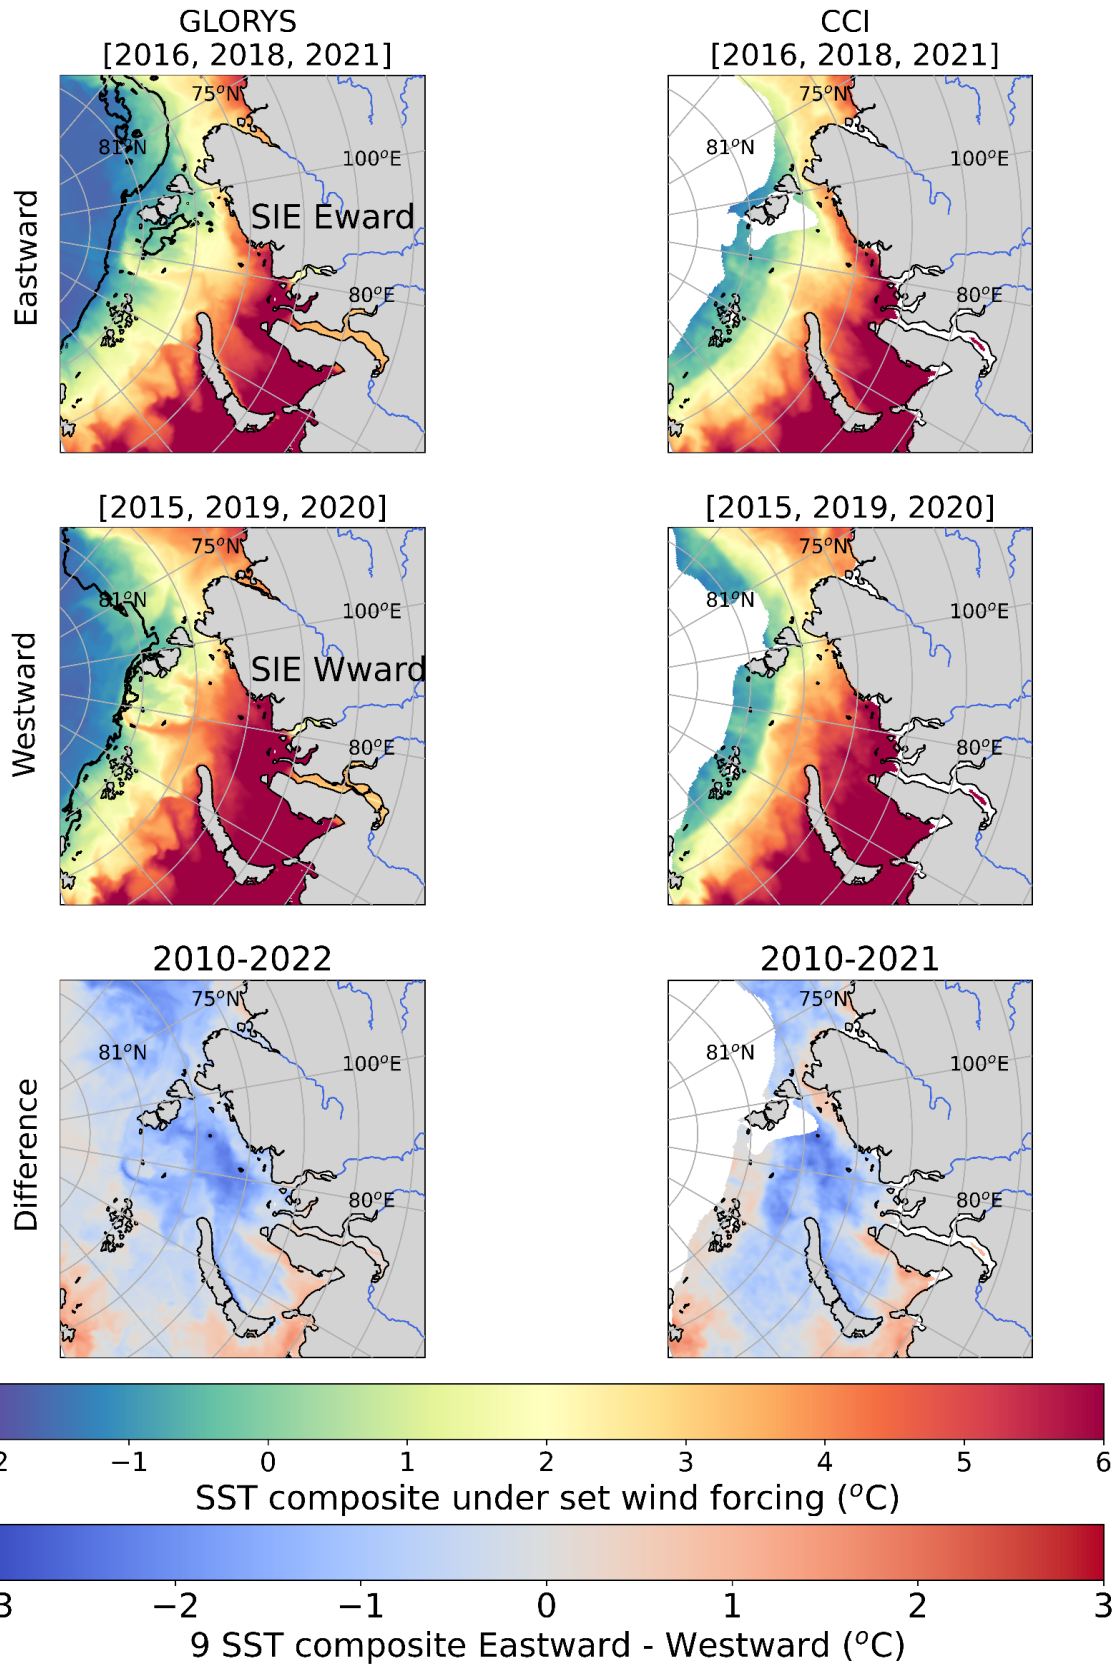 GLORYS
[2016, 2018, 2021]
CCI
[2016, 2018, 2021]
Eastward
75°N
81°N
100°E
SIE Eward
80°E
75°N
81°N
100°E
80°E
[2015, 2019, 2020]
[2015, 2019, 2020]
Westward
75°N
81°N
100°E
SIE Wward
80°E
75°N
81°N
100°E
80°E
2010-2022
2010-2021
Difference
75°N
81°N
100°E
80°E
75°N
81°N
100°E
80°E
2 −1 0 1 2 3 4 5 6
SST composite under set wind forcing (°C)
3 −2 −1 0 1 2 3
9 SST composite Eastward - Westward (°C)